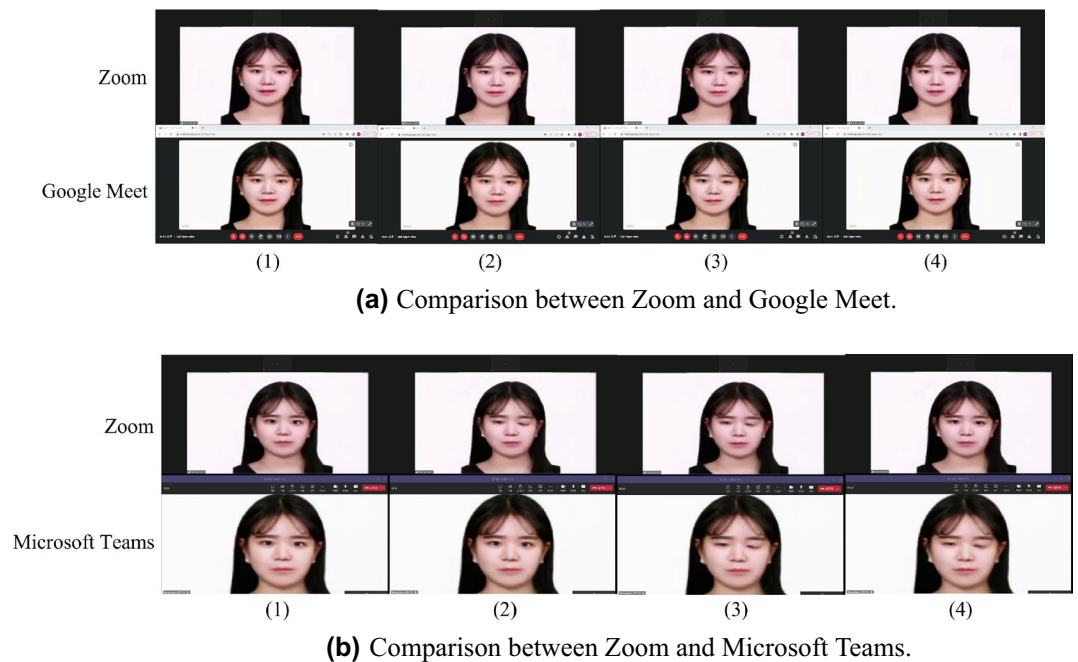 Zoom
Google Meet
(1) (2) (3) (4)
(a) Comparison between Zoom and Google Meet.
Zoom
Microsoft Teams
(1) (2) (3) (4)
(b) Comparison between Zoom and Microsoft Teams.